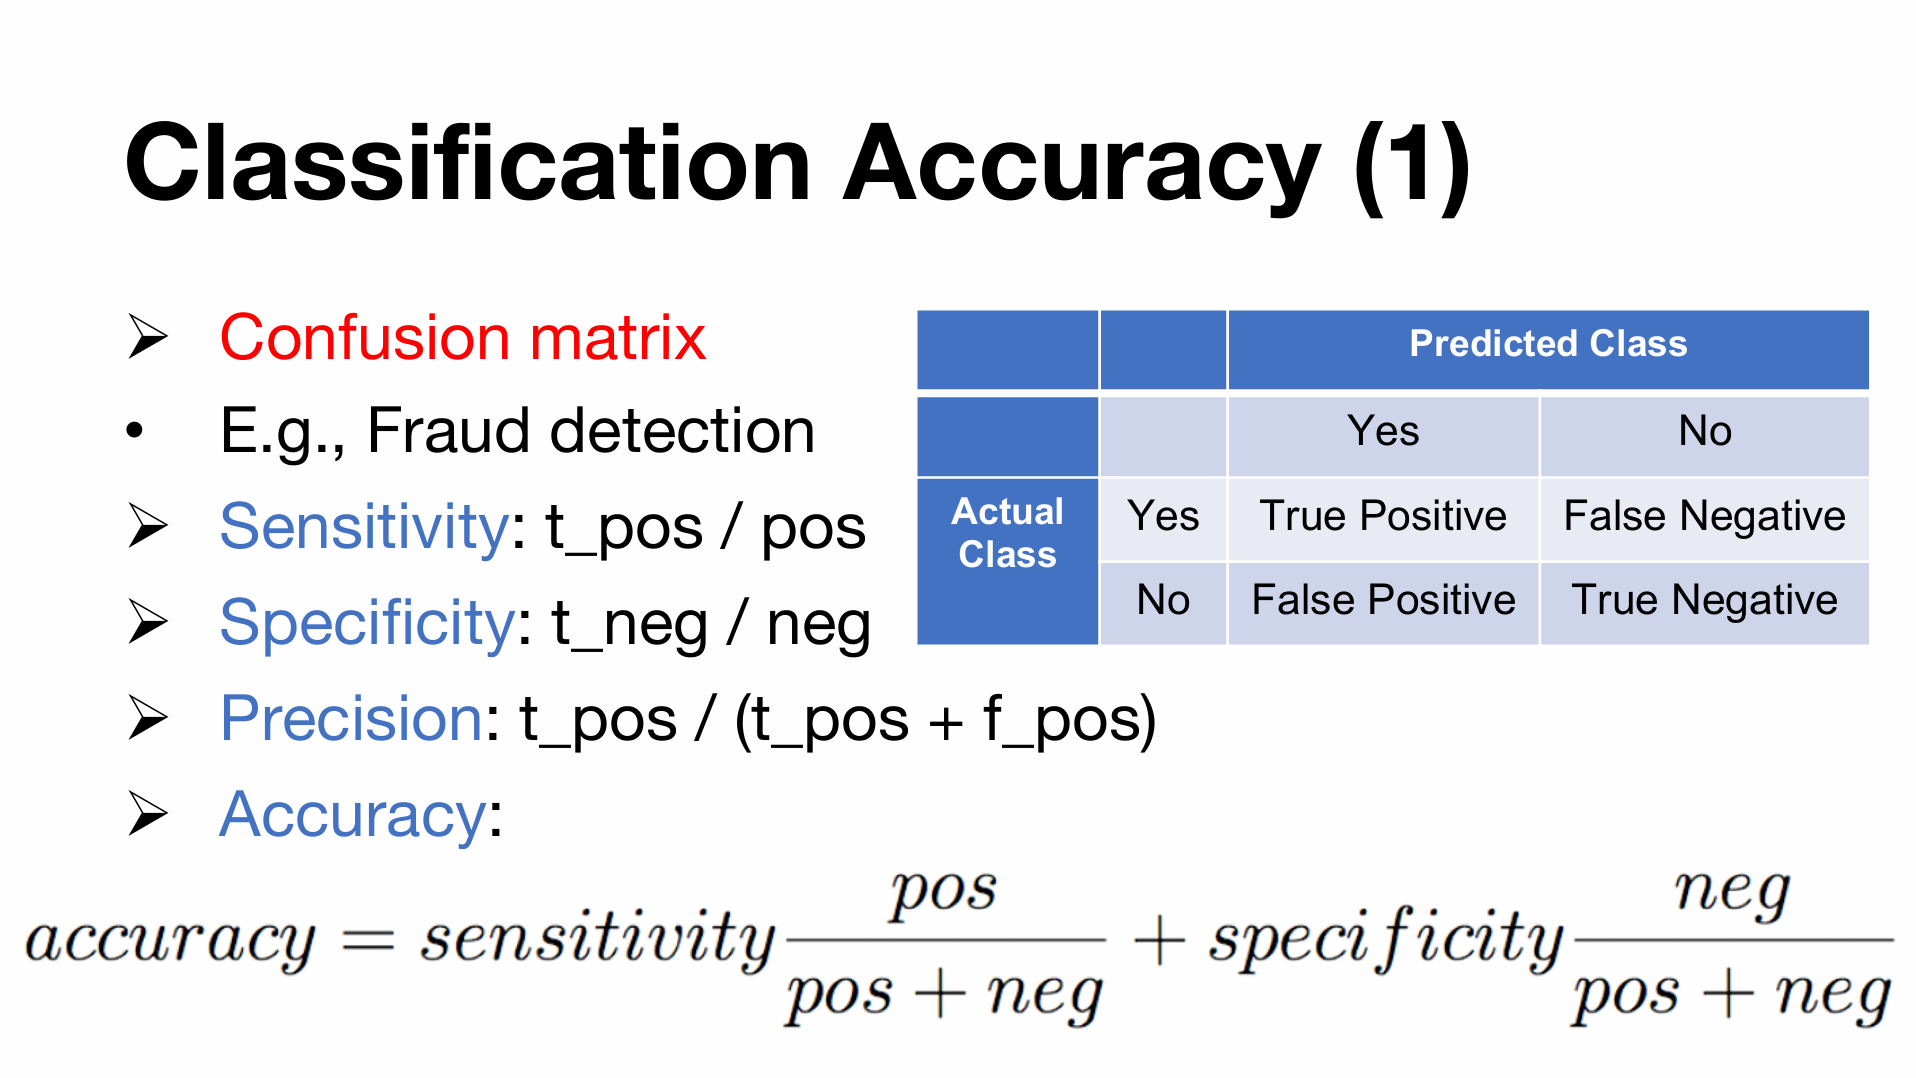 Classification Accuracy (1)
➢ Confusion matrix
• E.g., Fraud detection
➢ Sensitivity: t_pos / pos
➢ Specificity: t_neg / neg
➢ Precision: t_pos / (t_pos + f_pos)
➢ Accuracy:
Predicted Class
Yes No
Actual Class Yes True Positive False Negative
No False Positive True Negative
accuracy = sensitivity pos / (pos + neg) + specificity neg / (pos + neg)